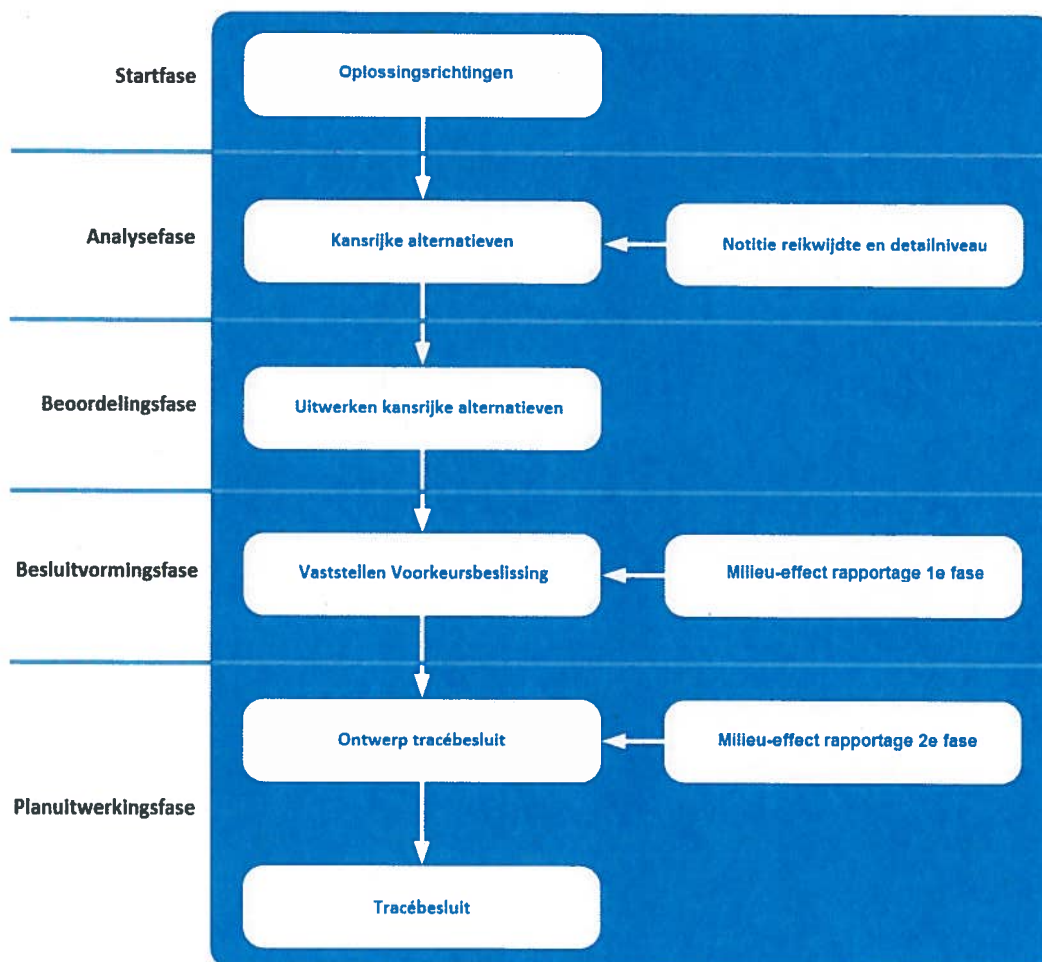 Startfase
Oplossingsrichtingen
Analysefase
Kansrijke alternatieven
Notitie reikwijdte en detailniveau
Beoordelingsfase
Uitwerken kansrijke alternatieven
Besluitvormingsfase
Vaststellen Voorkeursbeslissing
Milieu-effect rapportage 1e fase
Planuitwerkingsfase
Ontwerp tracébesluit
Milieu-effect rapportage 2e fase
Tracébesluit